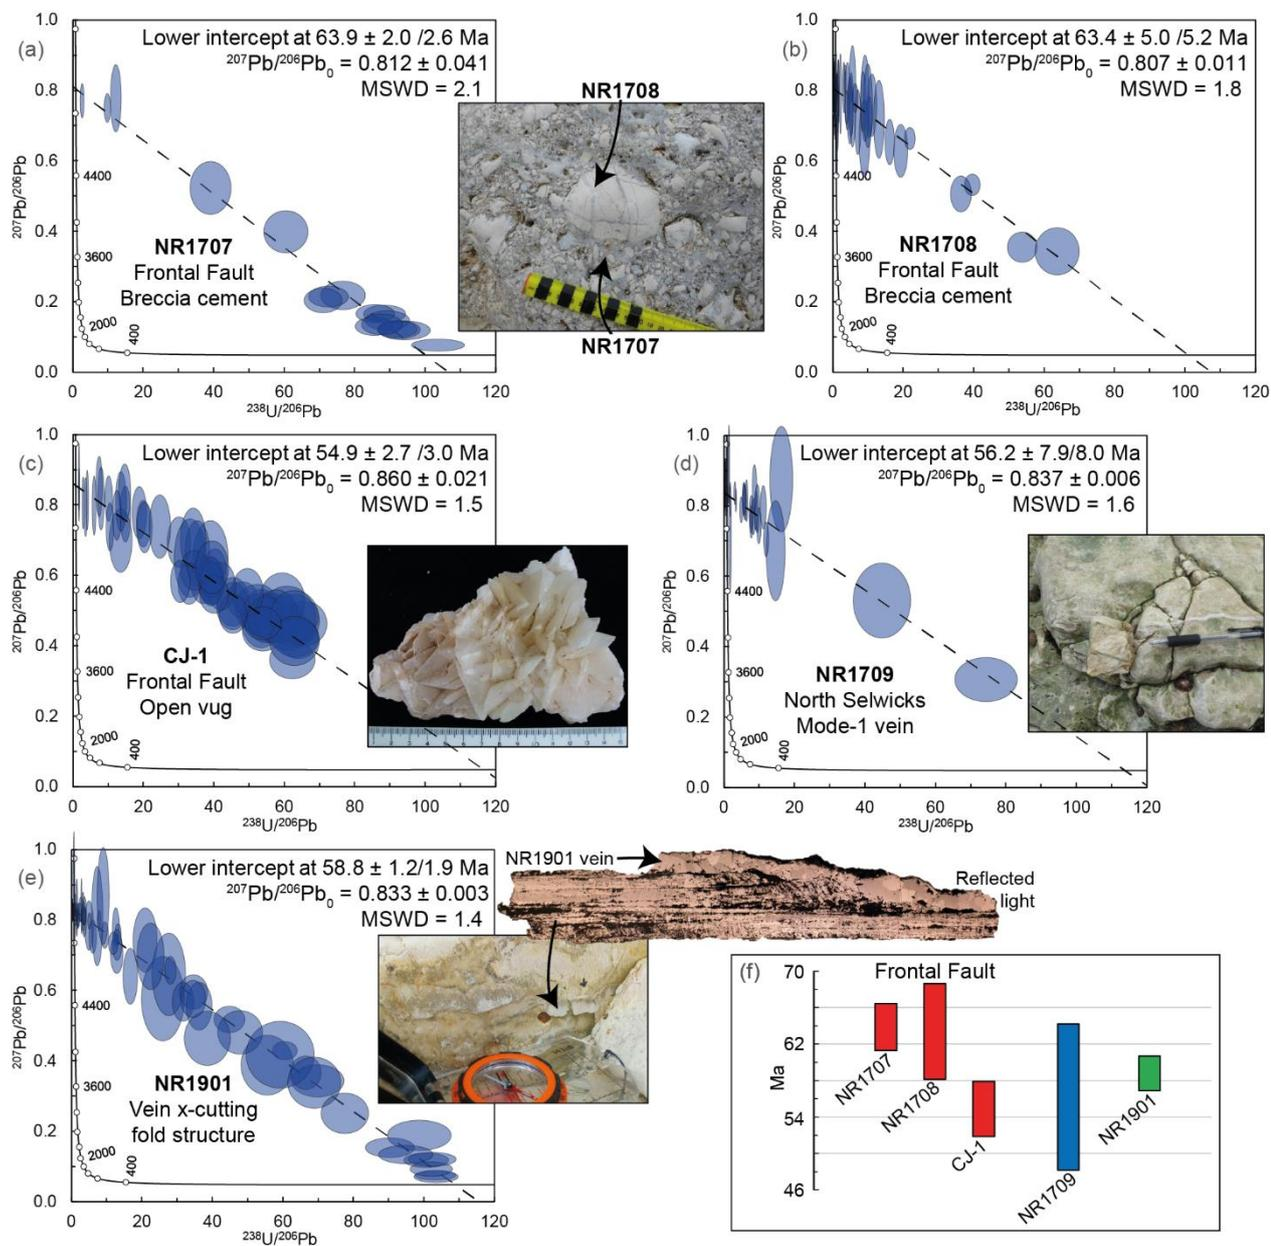 (a)
Lower intercept at 63.9 ± 2.0 /2.6 Ma
207Pb/206Pb0 = 0.812 ± 0.041
MSWD = 2.1
1.0
0.8
0.6
0.4
0.2
0.0
207Pb/206Pb
4400
3600
2000
400
NR1707
Frontal Fault
Breccia cement
0 20 40 60 80 100 120
238U/206Pb
NR1708
NR1707
(b)
Lower intercept at 63.4 ± 5.0 /5.2 Ma
207Pb/206Pb0 = 0.807 ± 0.011
MSWD = 1.8
1.0
0.8
0.6
0.4
0.2
0.0
207Pb/206Pb
4400
3600
2000
400
NR1708
Frontal Fault
Breccia cement
0 20 40 60 80 100 120
238U/206Pb
(c)
Lower intercept at 54.9 ± 2.7 /3.0 Ma
207Pb/206Pb0 = 0.860 ± 0.021
MSWD = 1.5
1.0
0.8
0.6
0.4
0.2
0.0
207Pb/206Pb
4400
3600
2000
400
CJ-1
Frontal Fault
Open vug
0 20 40 60 80 100 120
238U/206Pb
(d)
Lower intercept at 56.2 ± 7.9/8.0 Ma
207Pb/206Pb0 = 0.837 ± 0.006
MSWD = 1.6
1.0
0.8
0.6
0.4
0.2
0.0
207Pb/206Pb
4400
3600
2000
400
NR1709
North Selwicks
Mode-1 vein
0 20 40 60 80 100 120
238U/206Pb
(e)
Lower intercept at 58.8 ± 1.2/1.9 Ma
207Pb/206Pb0 = 0.833 ± 0.003
MSWD = 1.4
1.0
0.8
0.6
0.4
0.2
0.0
207Pb/206Pb
4400
3600
2000
400
NR1901
Vein x-cutting
fold structure
0 20 40 60 80 100 120
238U/206Pb
NR1901 vein
Reflected
light
(f)
Frontal Fault
70
62
54
46
Ma
NR1707
NR1708
CJ-1
NR1709
NR1901